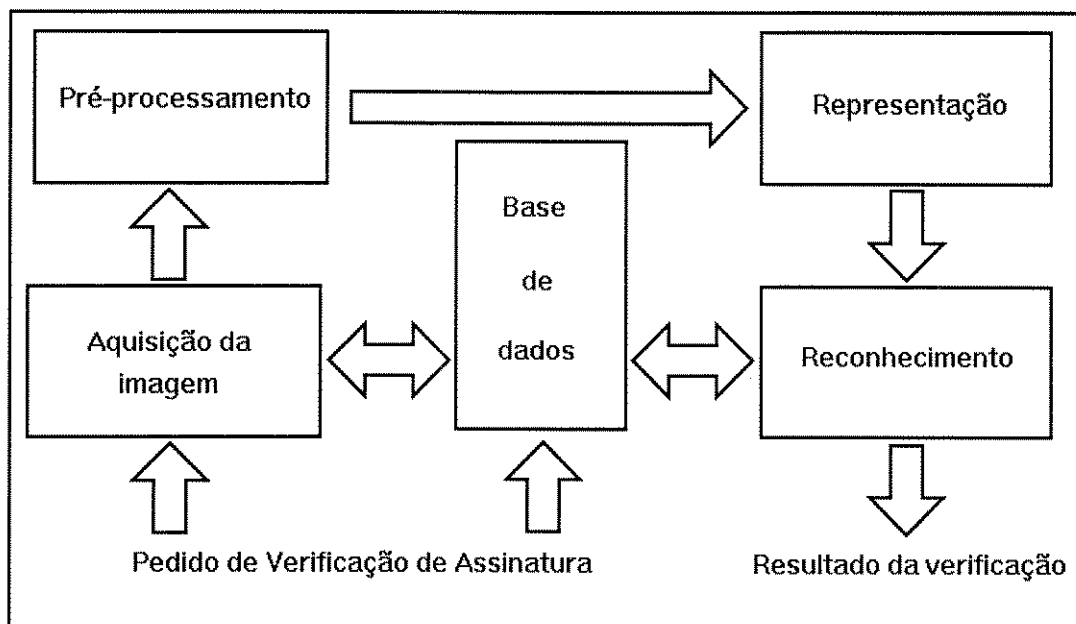 Pré-processamento
Representação
Base
de
dados
Aquisição da
imagem
Reconhecimento
Pedido de Verificação de Assinatura
Resultado da verificação